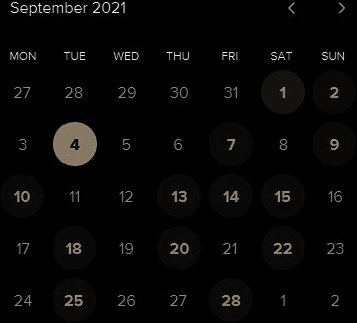 September 2021
MON TUE WED THU FRI SAT SUN
27 28 29 30 31 1 2
3 4 5 6 7 8 9
10 11 12 13 14 15 16
17 18 19 20 21 22 23
24 25 26 27 28 1 2